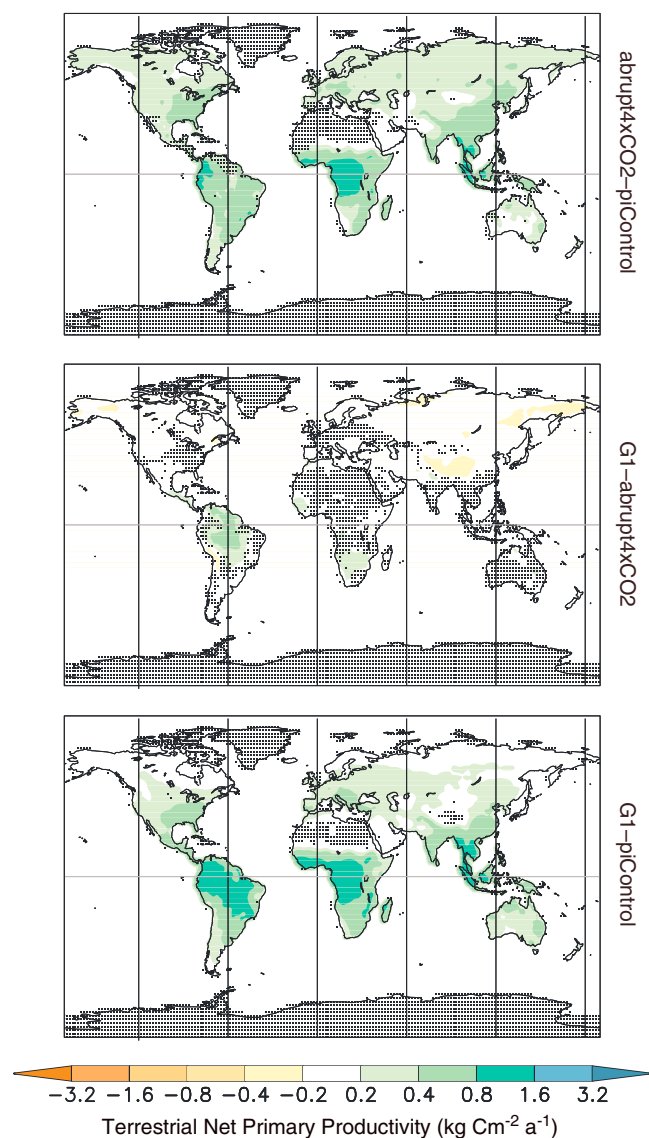 abrupt4xCO2–piControl
G1–abrupt4xCO2
G1–piControl
−3.2 −1.6 −0.8 −0.4 −0.2 0.2 0.4 0.8 1.6 3.2
Terrestrial Net Primary Productivity (kg Cm⁻² a⁻¹)